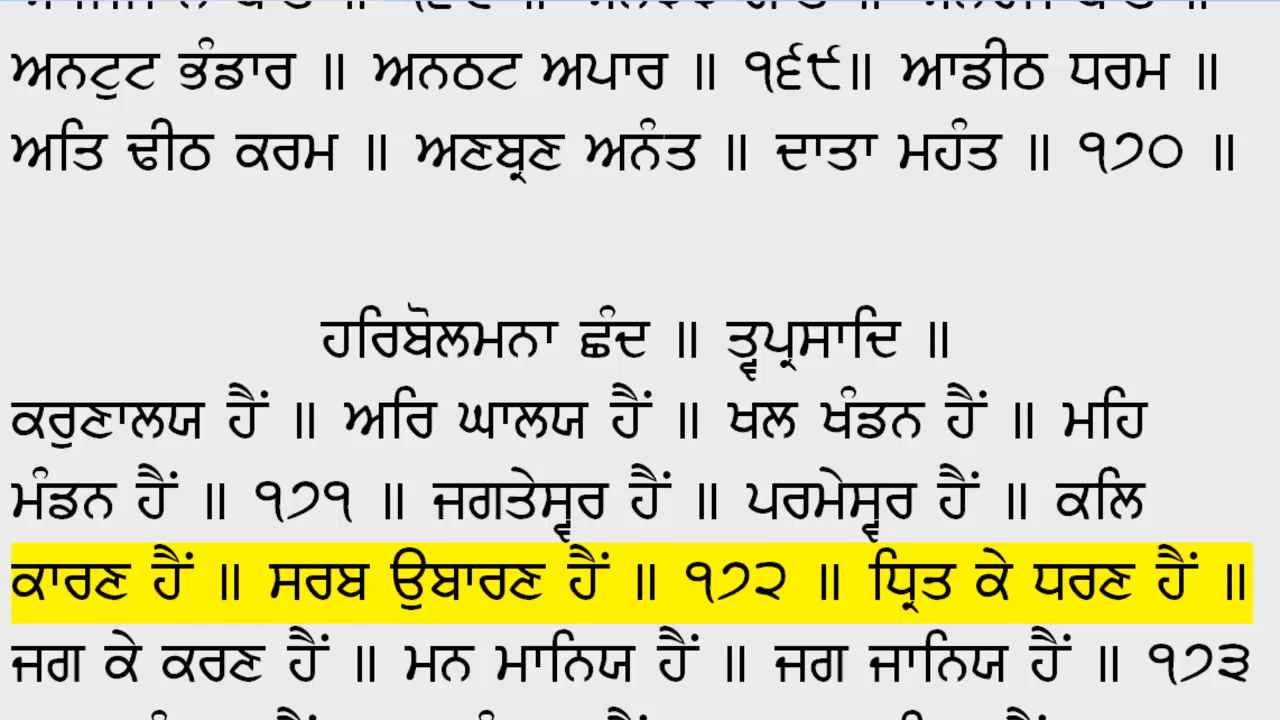 ਅਨਟੁਟ ਭੰਡਾਰ ॥ ਅਨਠਟ ਅਪਾਰ ॥ ੧੬੯॥ ਆਡੀਠ ਧਰਮ ॥
ਅਤਿ ਢੀਠ ਕਰਮ ॥ ਅਣਬ੍ਰਣ ਅਨੰਤ ॥ ਦਾਤਾ ਮਹੰਤ ॥ ੧੭੦ ॥
ਹਰਿਬੋਲਮਨਾ ਛੰਦ ॥ ਤ੍ਵਪ੍ਰਸਾਦਿ ॥
ਕਰੁਣਾਲਯ ਹੈਂ ॥ ਅਰਿ ਘਾਲਯ ਹੈਂ ॥ ਖਲ ਖੰਡਨ ਹੈਂ ॥ ਮਹਿ
ਮੰਡਨ ਹੈਂ ॥ ੧੭੧ ॥ ਜਗਤੇਸ੍ਵਰ ਹੈਂ ॥ ਪਰਮੇਸ੍ਵਰ ਹੈਂ ॥ ਕਲਿ
ਕਾਰਣ ਹੈਂ ॥ ਸਰਬ ਉਬਾਰਣ ਹੈਂ ॥ ੧੭੨ ॥ ਧ੍ਰਿਤ ਕੇ ਧਰਣ ਹੈਂ ॥
ਜਗ ਕੇ ਕਰਣ ਹੈਂ ॥ ਮਨ ਮਾਨਿਯ ਹੈਂ ॥ ਜਗ ਜਾਨਿਯ ਹੈਂ ॥ ੧੭੩